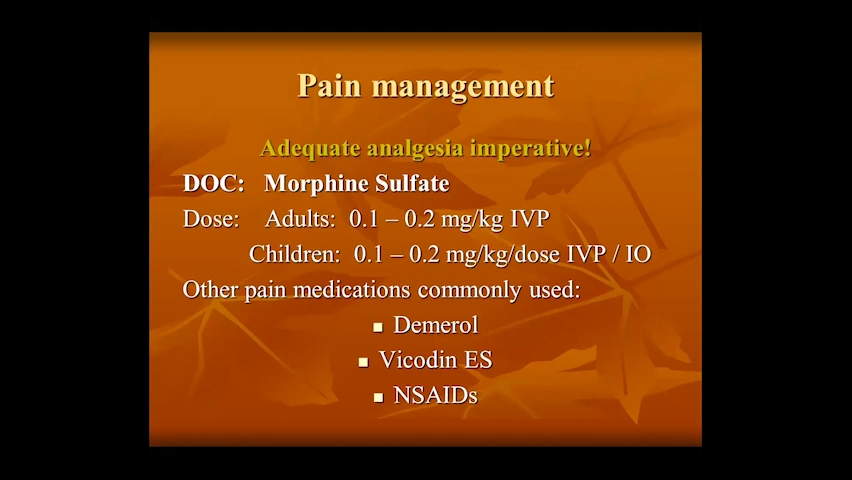 Pain management
Adequate analgesia imperative!
DOC: Morphine Sulfate
Dose: Adults: 0.1 – 0.2 mg/kg IVP
Children: 0.1 – 0.2 mg/kg/dose IVP / IO
Other pain medications commonly used:
Demerol
Vicodin ES
NSAIDs